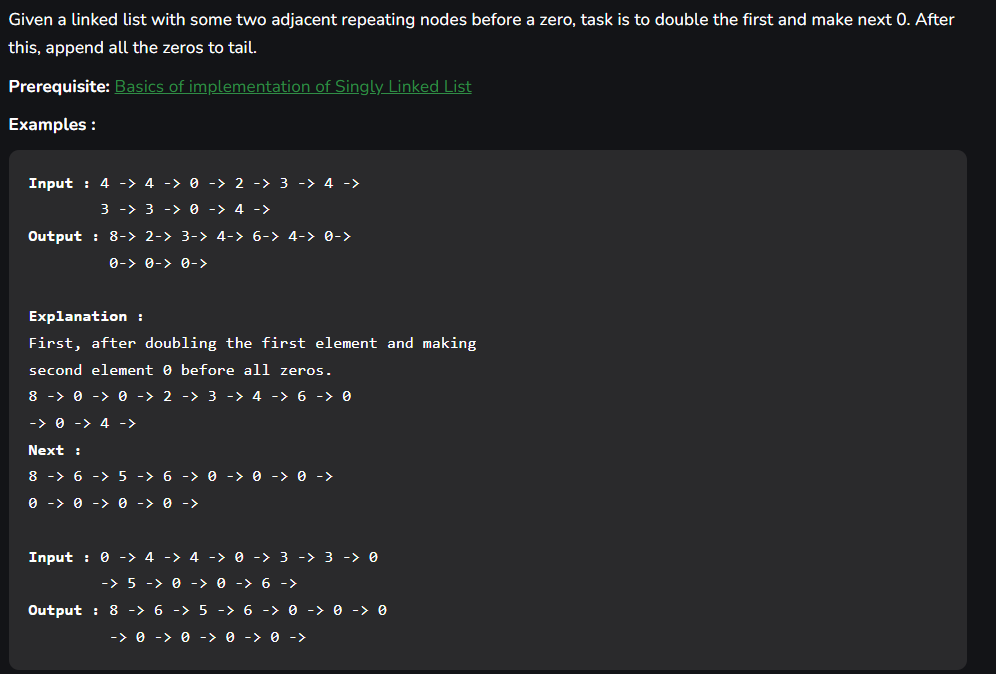 Given a linked list with some two adjacent repeating nodes before a zero, task is to double the first and make next 0. After
this, append all the zeros to tail.
Prerequisite: Basics of implementation of Singly Linked List
Examples :
Input : 4 -> 4 -> 0 -> 2 -> 3 -> 4 ->
3 -> 3 -> 0 -> 4 ->
Output : 8-> 2-> 3-> 4-> 6-> 4-> 0->
0-> 0-> 0->
Explanation :
First, after doubling the first element and making
second element 0 before all zeros.
8 -> 0 -> 0 -> 2 -> 3 -> 4 -> 6 -> 0
-> 0 -> 4 ->
Next :
8 -> 6 -> 5 -> 6 -> 0 -> 0 -> 0 ->
0 -> 0 -> 0 -> 0 ->
Input : 0 -> 4 -> 4 -> 0 -> 3 -> 3 -> 0
-> 5 -> 0 -> 0 -> 6 ->
Output : 8 -> 6 -> 5 -> 6 -> 0 -> 0 -> 0
-> 0 -> 0 -> 0 -> 0 ->